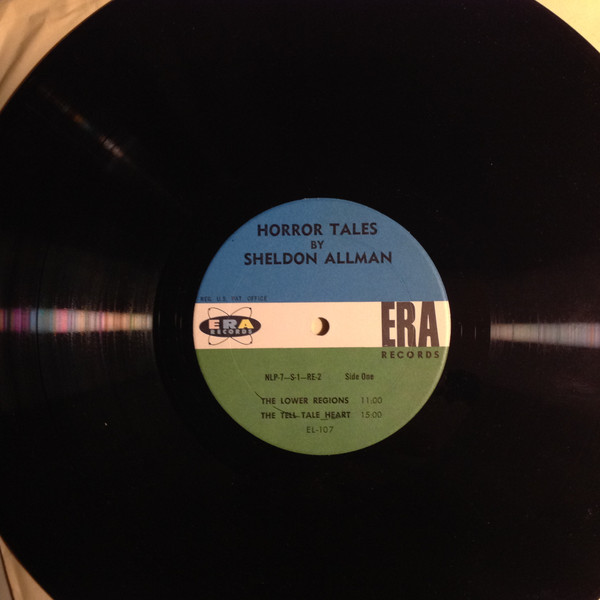 HORROR TALES
BY
SHELDON ALLMAN
REG. U.S. PAT. OFFICE
ERA
RECORDS
ERA
RECORDS
NLP-7—S-1—RE-2 Side One
THE LOWER REGIONS 11:00
THE TELL TALE HEART 15:00
EL-107